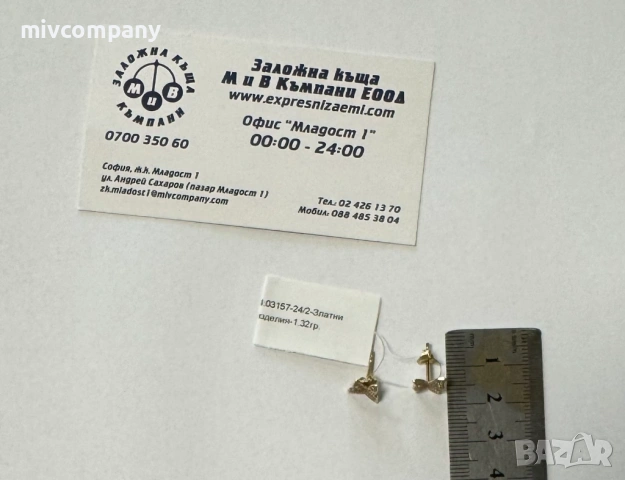 mivcompany
ЗАЛОЖНА КЪЩА
М И В
КЪМПАНИ
0700 350 60
Заложна къща
М и В Къмпани ЕООД
www.expresnizaemi.com
Офис "Младост 1"
00:00 - 24:00
София, ж.к. Младост 1
ул. Андрей Сахаров (пазар Младост 1)
zk.mladost1@mivcompany.com
Тел.: 02 426 13 70
Мобил: 088 485 38 04
03157-24/2-Златни
зделия-1.32гр.
1
2
3
4
BAZAR